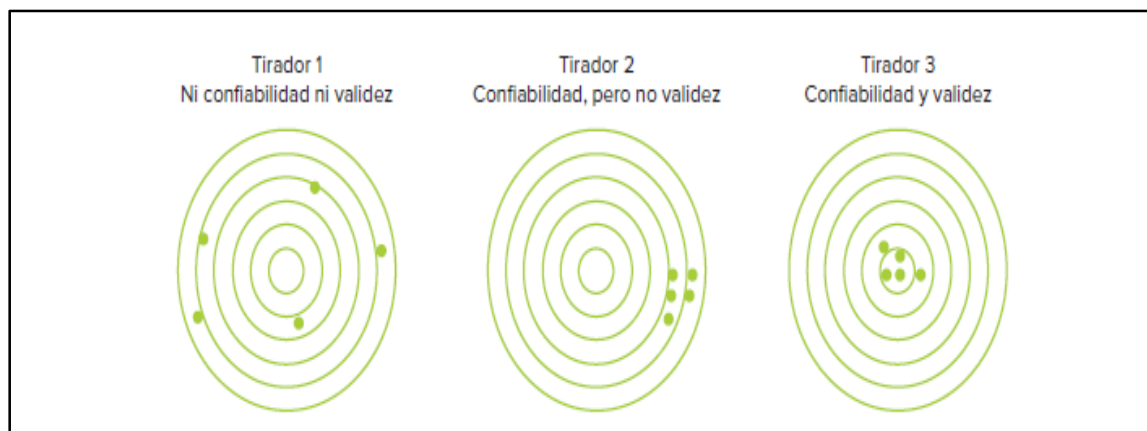 Tirador 1
Ni confiabilidad ni validez
Tirador 2
Confiabilidad, pero no validez
Tirador 3
Confiabilidad y validez